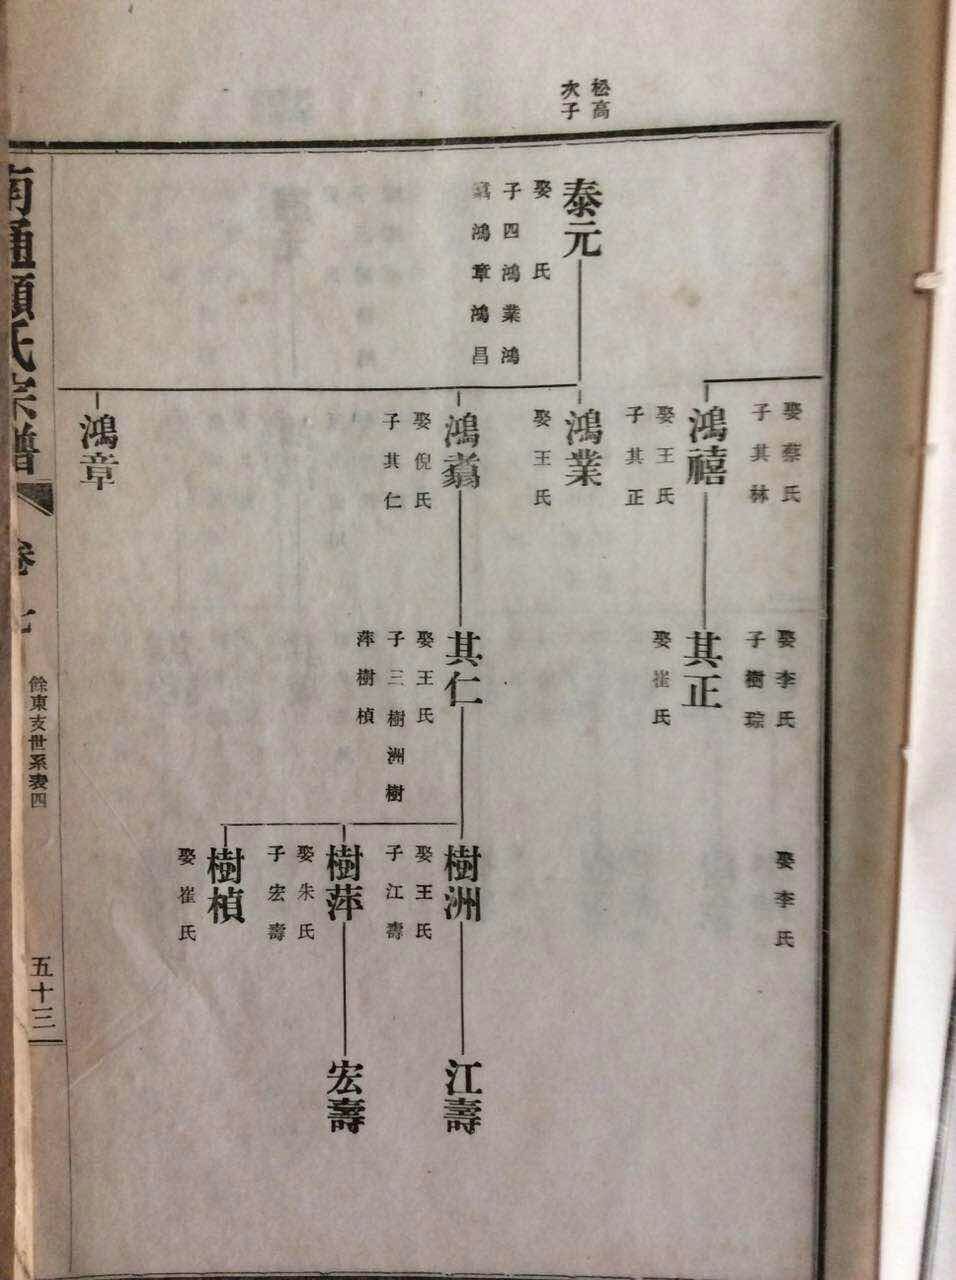 松高
次子
娶蔡氏
子其林
鴻禧
娶王氏
子其正
娶李氏
子樹琮
其正
娶崔氏
娶李氏
泰元
娶氏
子四鴻業鴻
翥鴻章鴻昌
鴻業
娶王氏
鴻翥
娶倪氏
子其仁
鴻章
其仁
娶王氏
子三樹洲樹
萍樹楨
樹洲
娶王氏
子江壽
樹萍
娶朱氏
子宏壽
樹楨
娶崔氏
江壽
宏壽
南通顧氏宗譜
卷七
餘東支世系表四
五十三